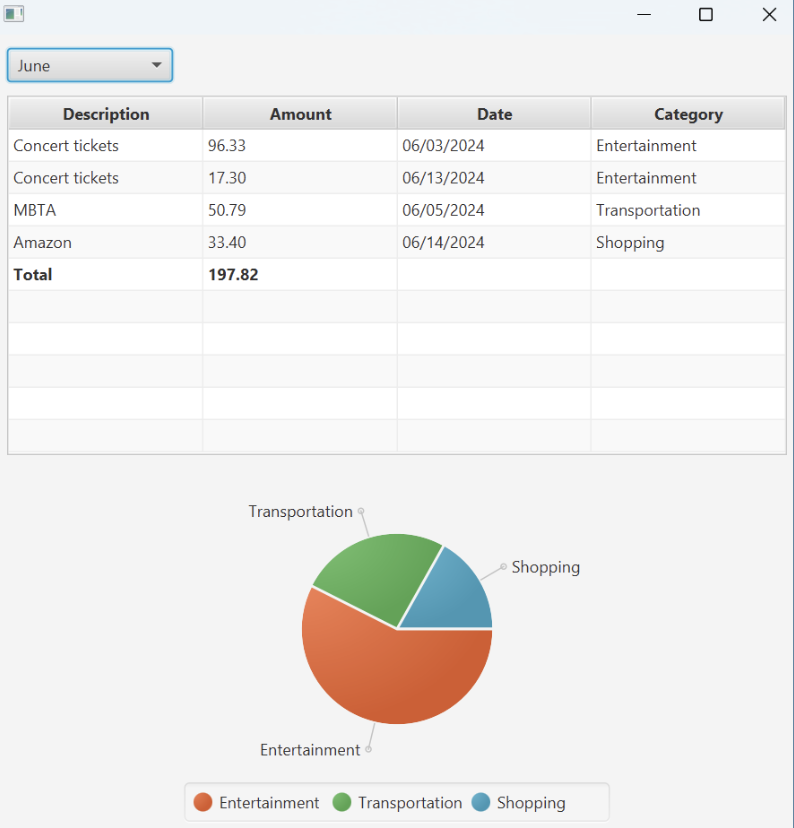 June
Description Amount Date Category
Concert tickets 96.33 06/03/2024 Entertainment
Concert tickets 17.30 06/13/2024 Entertainment
MBTA 50.79 06/05/2024 Transportation
Amazon 33.40 06/14/2024 Shopping
Total 197.82
Transportation
Shopping
Entertainment
Entertainment Transportation Shopping